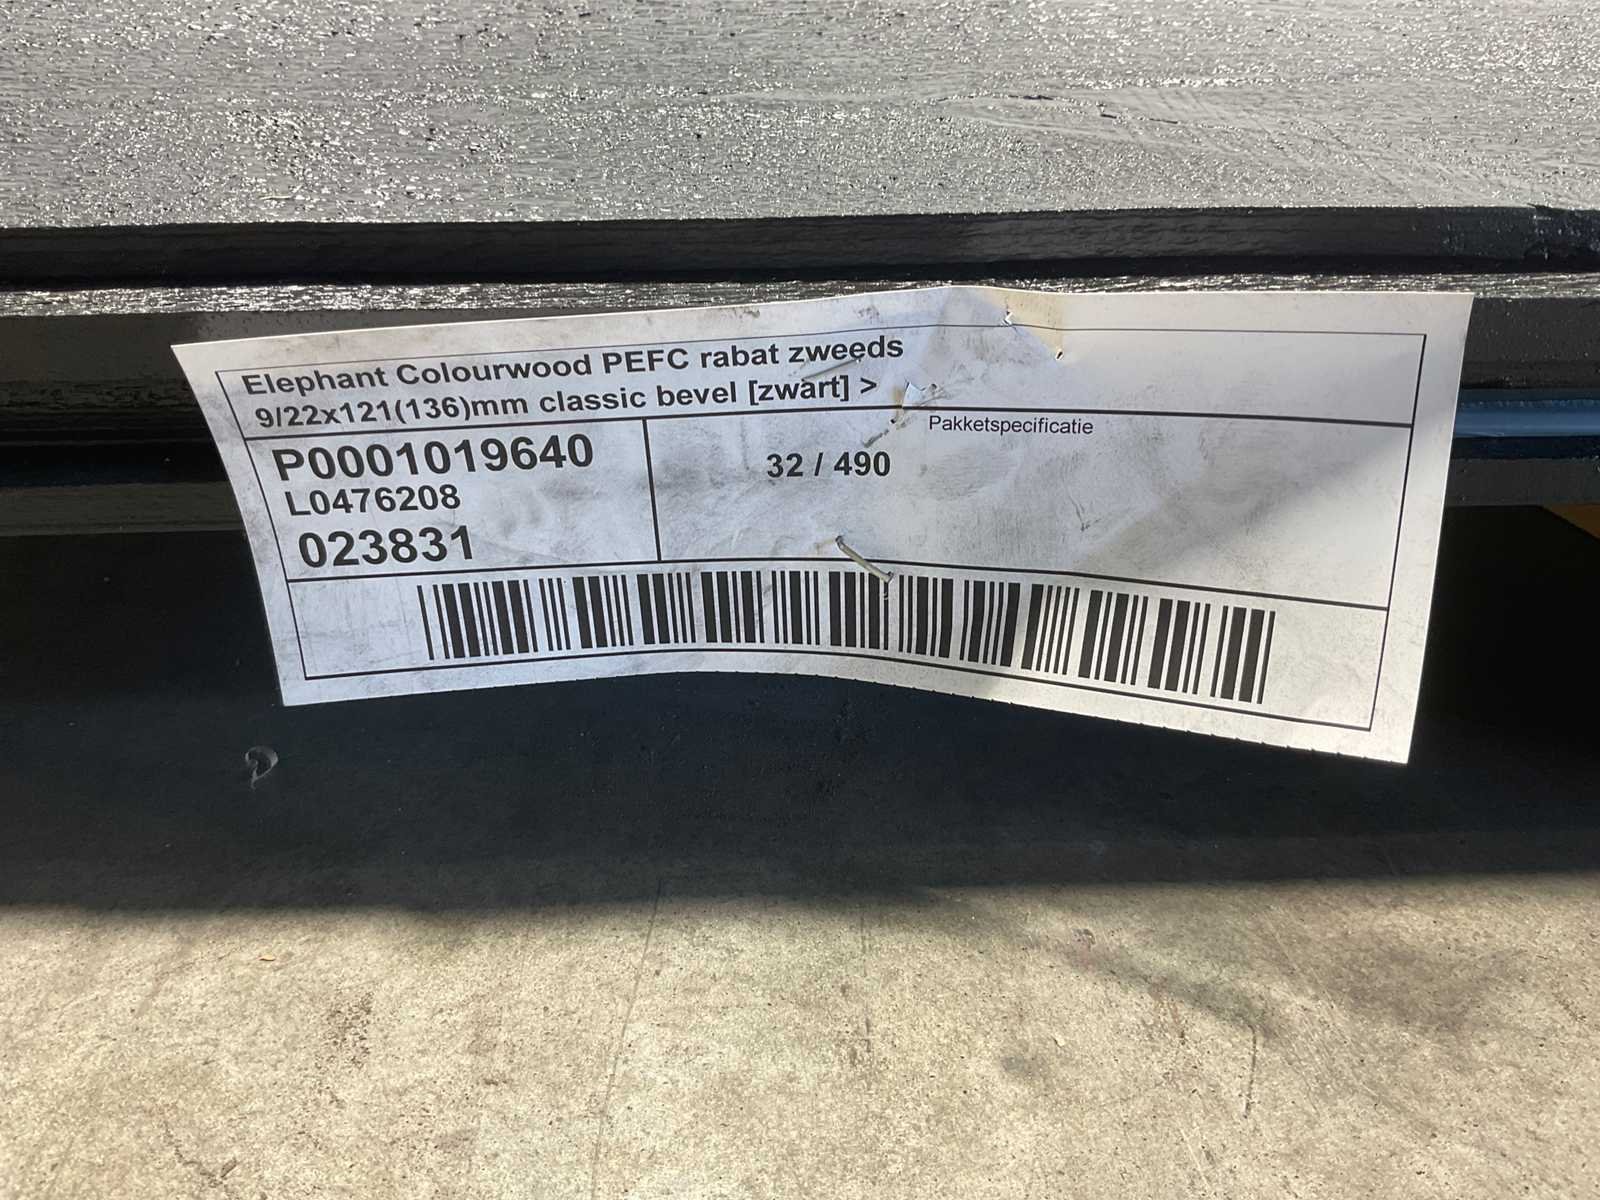 Elephant Colourwood PEFC rabat zweeds
9/22x121(136)mm classic bevel [zwart] >
P0001019640
L0476208
023831
Pakketspecificatie
32 / 490